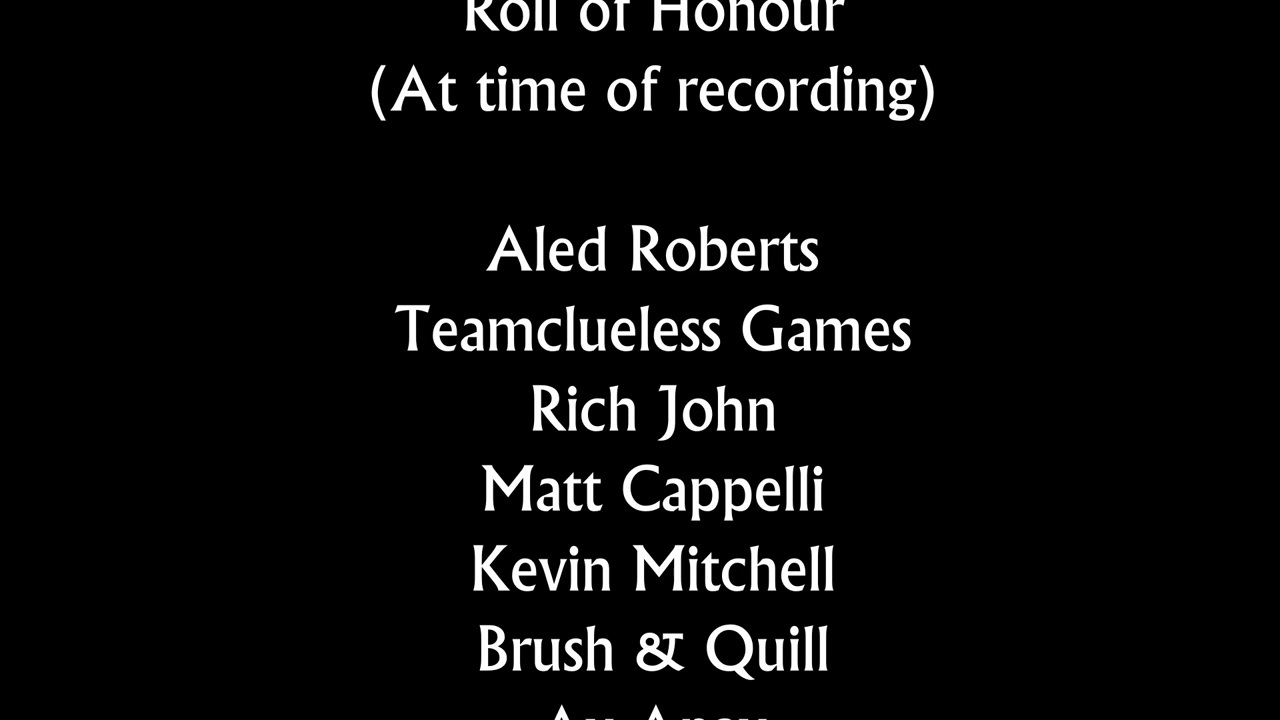 Roll of Honour
(At time of recording)
Aled Roberts
Teamclueless Games
Rich John
Matt Cappelli
Kevin Mitchell
Brush & Quill